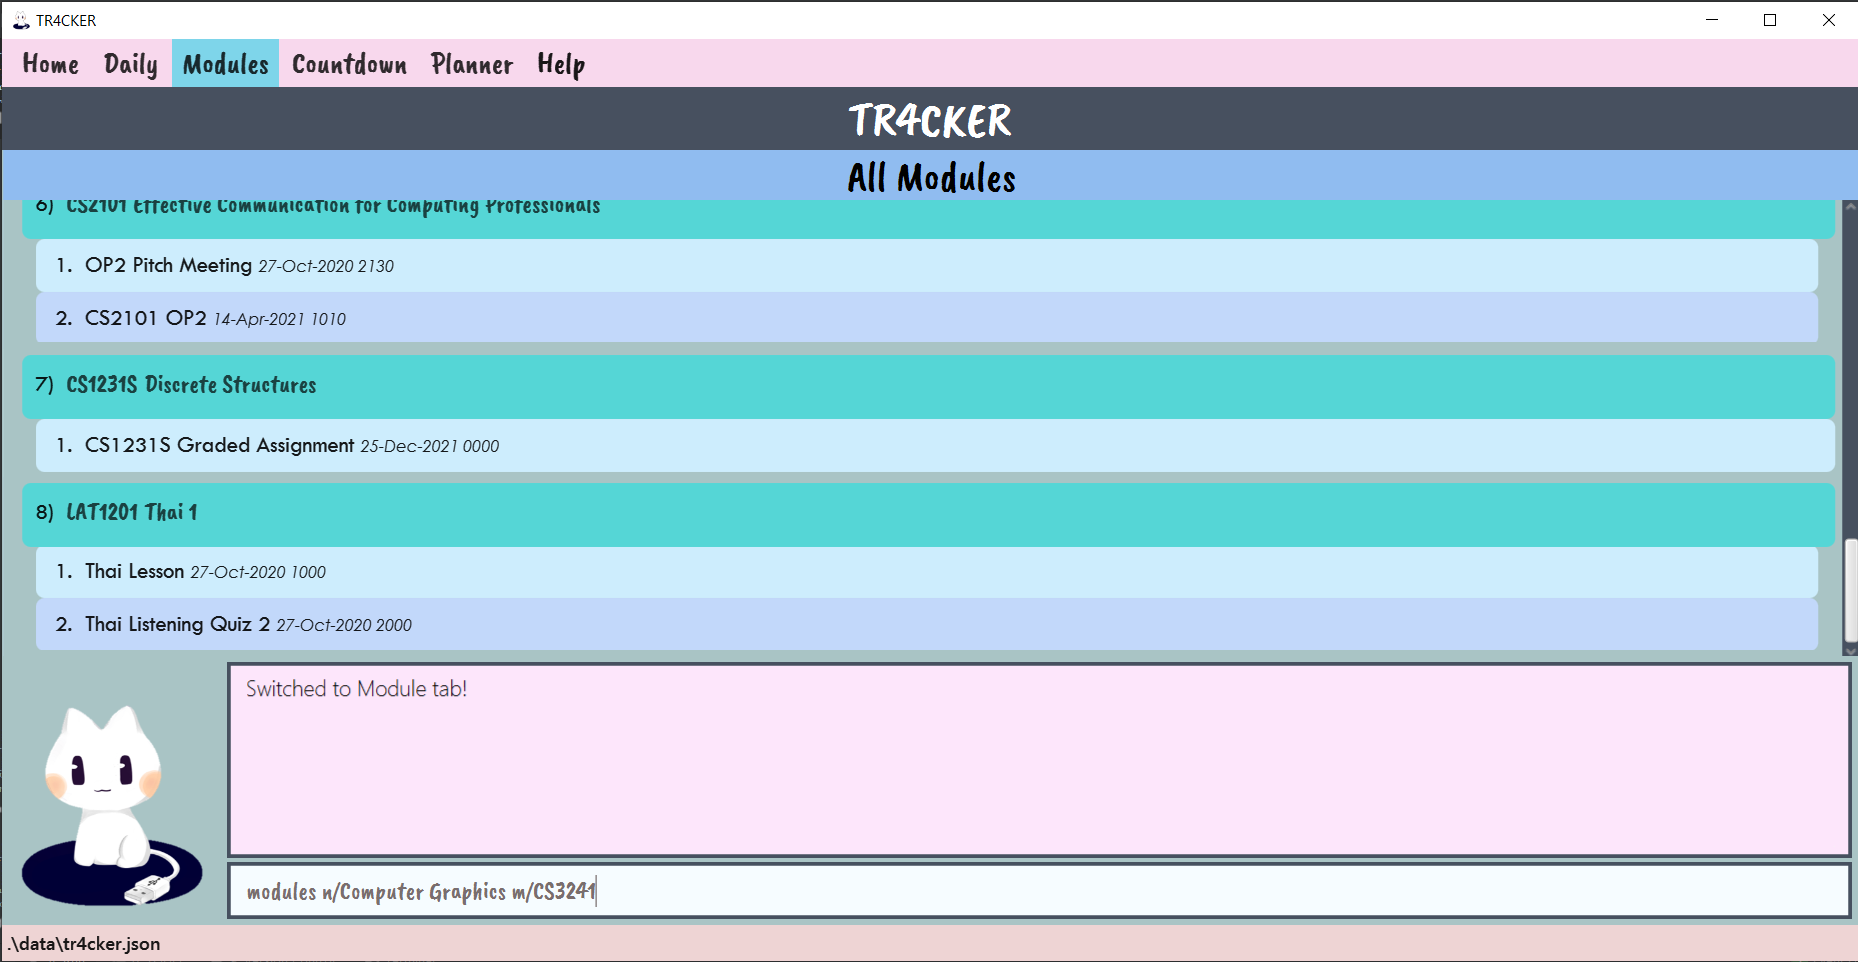 TR4CKER
Home Daily Modules Countdown Planner Help
TR4CKER
All Modules
6) CS2101 Effective Communication for Computing Professionals
1. OP2 Pitch Meeting 27-Oct-2020 2130
2. CS2101 OP2 14-Apr-2021 1010
7) CS1231S Discrete Structures
1. CS1231S Graded Assignment 25-Dec-2021 0000
8) LAT1201 Thai 1
1. Thai Lesson 27-Oct-2020 1000
2. Thai Listening Quiz 2 27-Oct-2020 2000
Switched to Module tab!
modules n/Computer Graphics m/CS3241
.\data\tr4cker.json